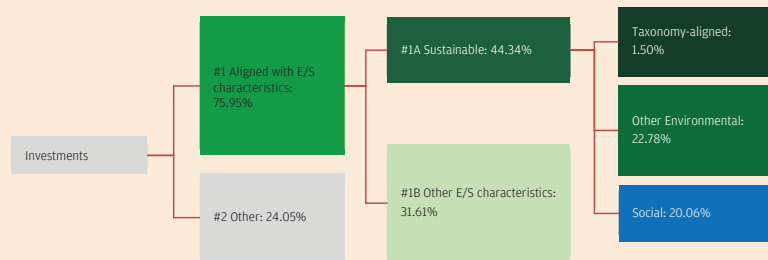 Investments
#1 Aligned with E/S
characteristics:
75.95%
#2 Other: 24.05%
#1A Sustainable: 44.34%
#1B Other E/S characteristics:
31.61%
Taxonomy-aligned:
1.50%
Other Environmental:
22.78%
Social: 20.06%